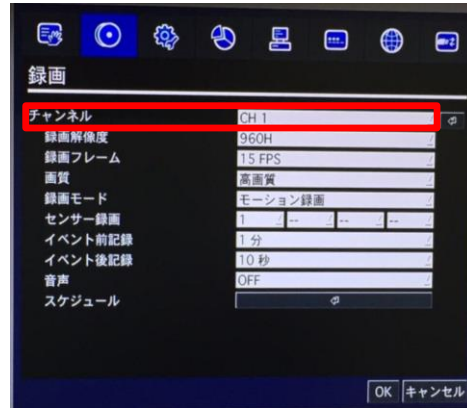 録画
チャンネル CH 1
録画解像度 960H
録画フレーム 15 FPS
画質 高画質
録画モード モーション録画
センサー録画 1 -- -- --
イベント前記録 1 分
イベント後記録 10 秒
音声 OFF
スケジュール
OK キャンセル